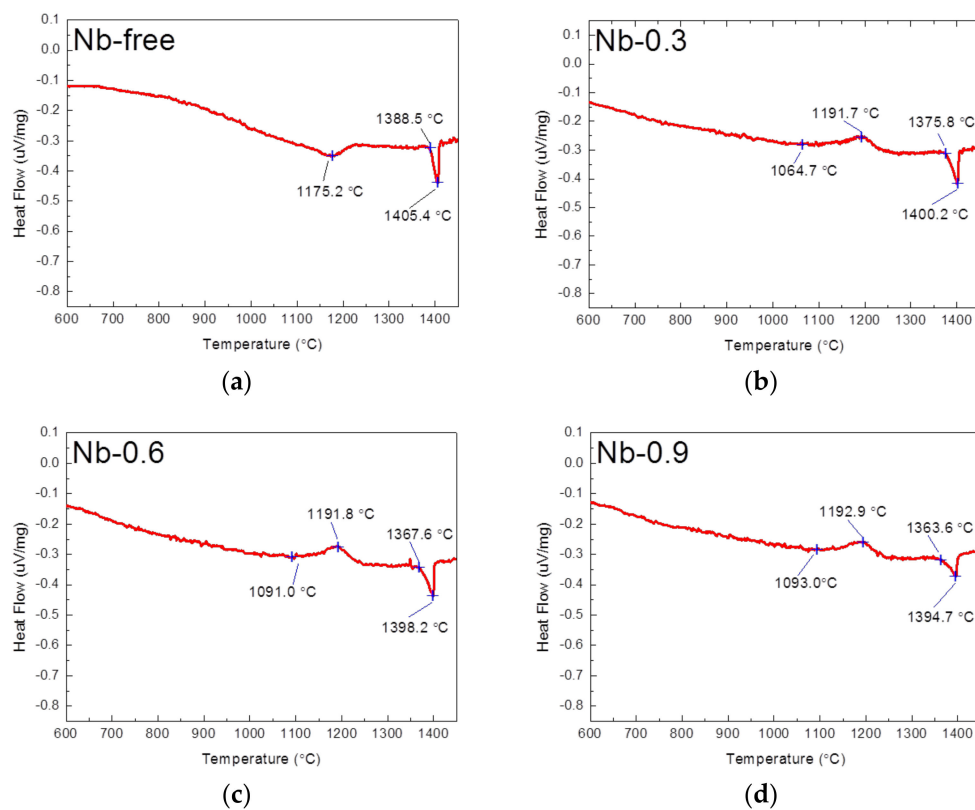 Nb-free
0.1
0.0
-0.1
-0.2
-0.3
-0.4
-0.5
-0.6
-0.7
-0.8
Heat Flow (uV/mg)
1388.5 °C
1175.2 °C
1405.4 °C
600 700 800 900 1000 1100 1200 1300 1400
Temperature (°C)
(a)
Nb-0.3
0.1
0.0
-0.1
-0.2
-0.3
-0.4
-0.5
-0.6
-0.7
-0.8
Heat Flow (uV/mg)
1191.7 °C
1375.8 °C
1064.7 °C
1400.2 °C
600 700 800 900 1000 1100 1200 1300 1400
Temperature (°C)
(b)
Nb-0.6
0.1
0.0
-0.1
-0.2
-0.3
-0.4
-0.5
-0.6
-0.7
-0.8
Heat Flow (uV/mg)
1191.8 °C
1367.6 °C
1091.0 °C
1398.2 °C
600 700 800 900 1000 1100 1200 1300 1400
Temperature (°C)
(c)
Nb-0.9
0.1
0.0
-0.1
-0.2
-0.3
-0.4
-0.5
-0.6
-0.7
-0.8
Heat Flow (uV/mg)
1192.9 °C
1363.6 °C
1093.0°C
1394.7 °C
600 700 800 900 1000 1100 1200 1300 1400
Temperature (°C)
(d)